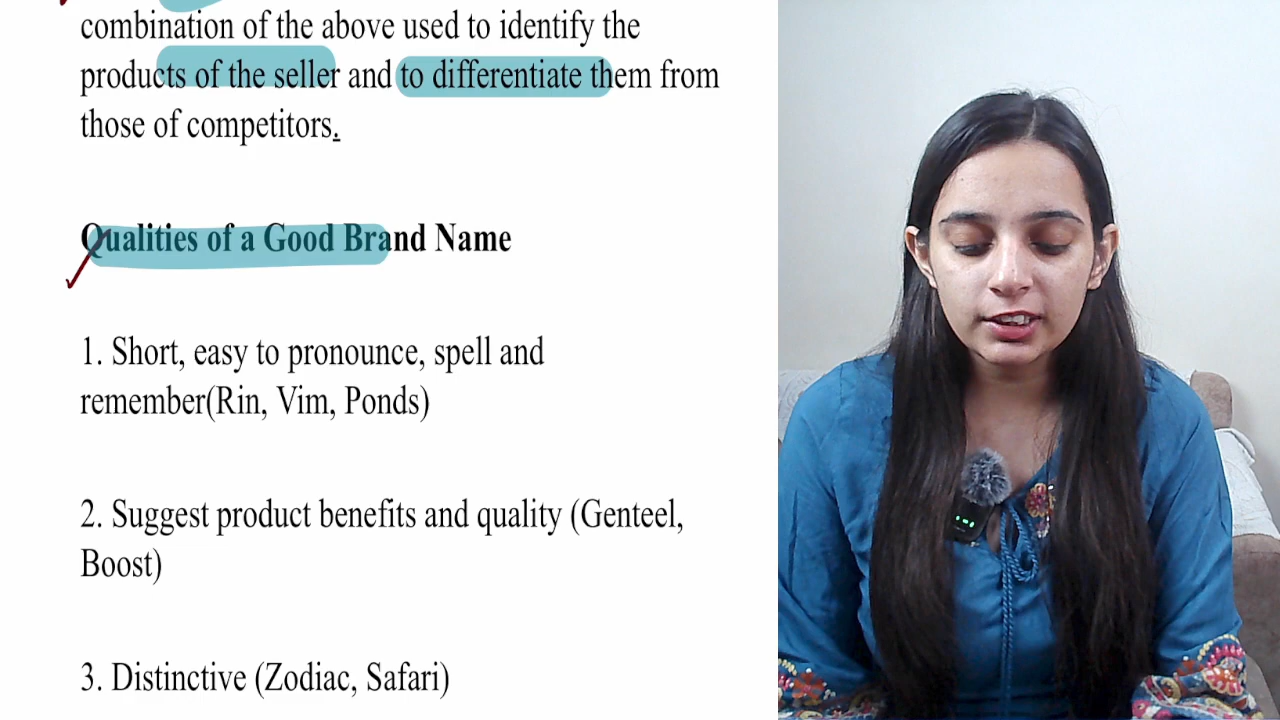 combination of the above used to identify the
products of the seller and to differentiate them from
those of competitors.
Qualities of a Good Brand Name
1. Short, easy to pronounce, spell and
remember(Rin, Vim, Ponds)
2. Suggest product benefits and quality (Genteel,
Boost)
3. Distinctive (Zodiac, Safari)